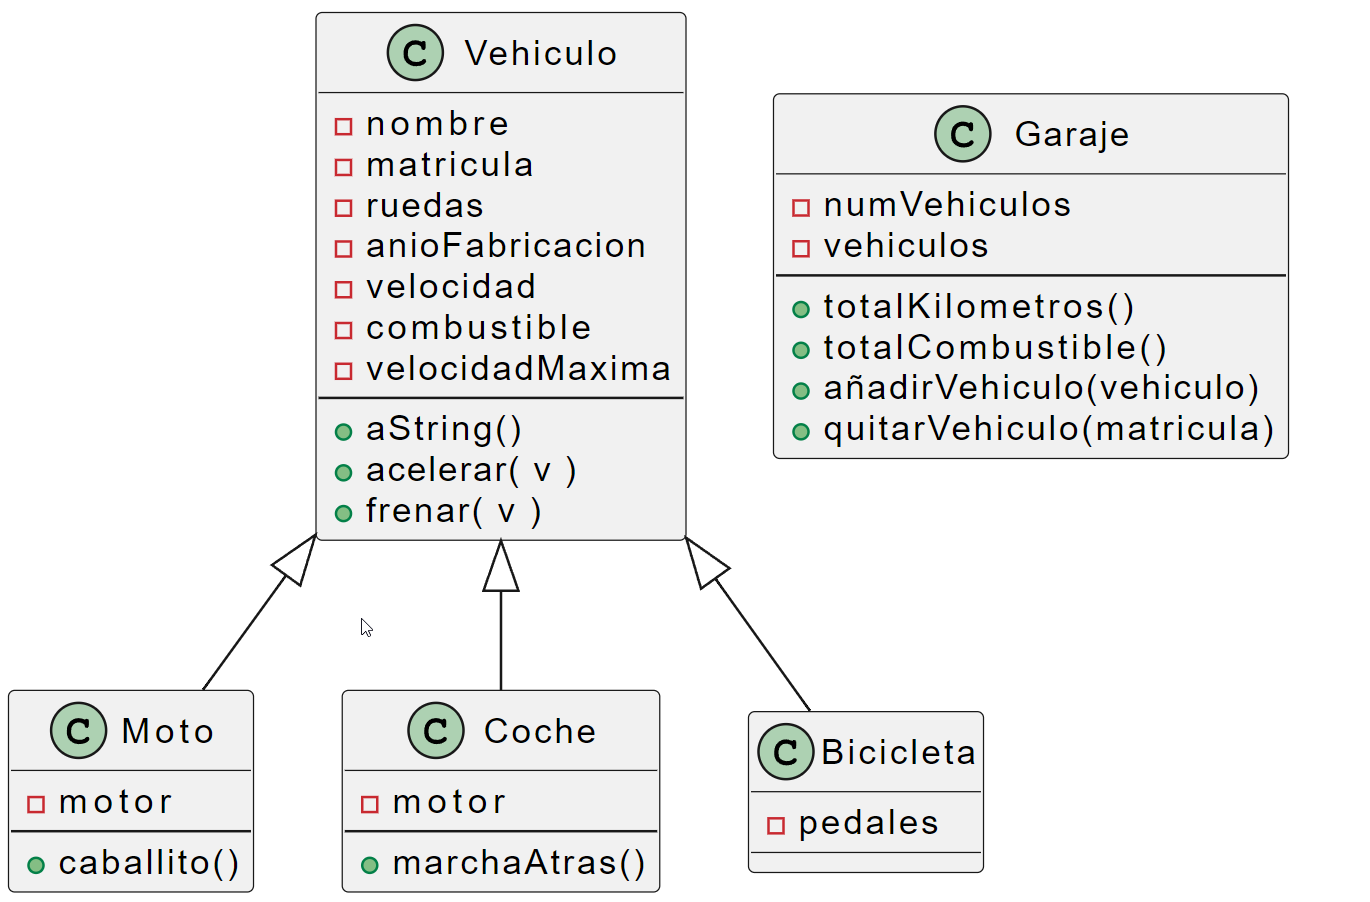 C Vehiculo
nombre
matricula
ruedas
anioFabricacion
velocidad
combustible
velocidadMaxima
aString()
acelerar( v )
frenar( v )
C Garaje
numVehiculos
vehiculos
totalKilometros()
totalCombustible()
añadirVehiculo(vehiculo)
quitarVehiculo(matricula)
C Moto
motor
caballito()
C Coche
motor
marchaAtras()
C Bicicleta
pedales